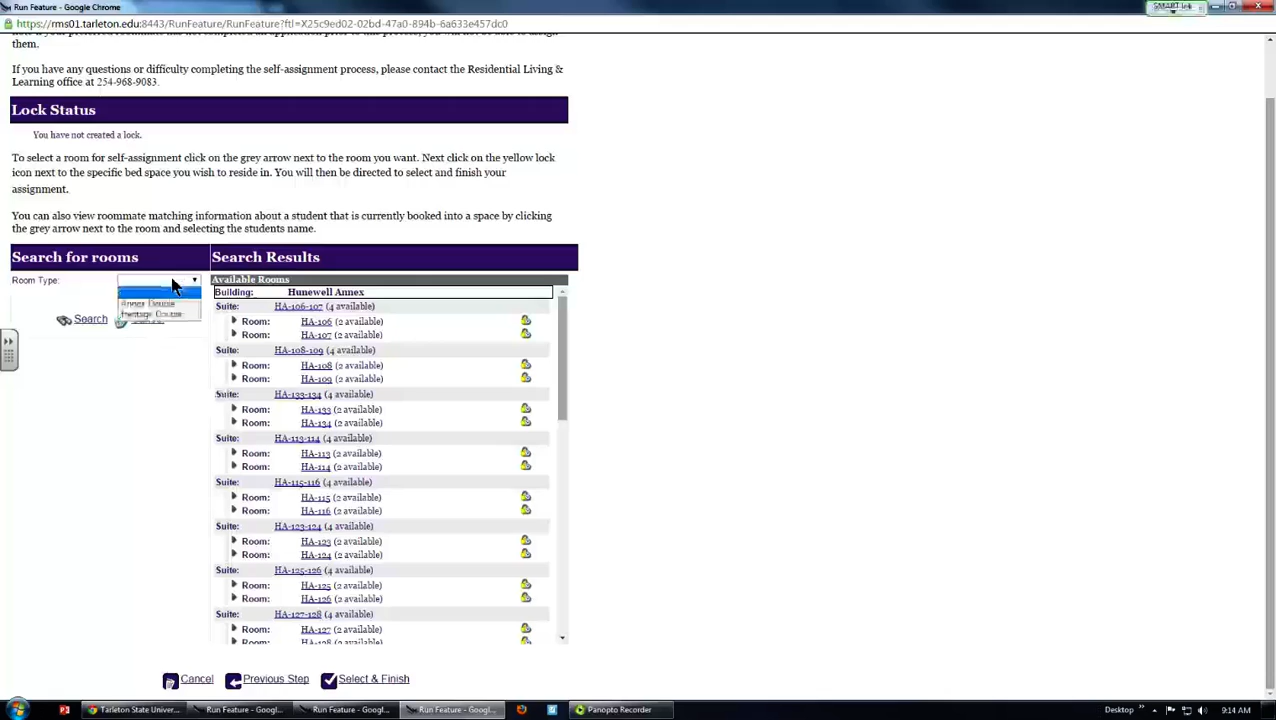 Run Feature - Google Chrome
SMART Ink
https://rms01.tarleton.edu:8443/RunFeature/RunFeature?ftl=X25c9ed02-02bd-47a0-894b-6a633e457dc0
them.
If you have any questions or difficulty completing the self-assignment process, please contact the Residential Living &
Learning office at 254-968-9083.
Lock Status
You have not created a lock.
To select a room for self-assignment click on the grey arrow next to the room you want. Next click on the yellow lock
icon next to the specific bed space you wish to reside in. You will then be directed to select and finish your
assignment.
You can also view roommate matching information about a student that is currently booked into a space by clicking
the grey arrow next to the room and selecting the students name.
Search for rooms
Room Type:
Annex Double
Heritage Double
Search
Search Results
Available Rooms
Building: Hunewell Annex
Suite: HA-106-107 (4 available)
Room: HA-106 (2 available)
Room: HA-107 (2 available)
Suite: HA-108-109 (4 available)
Room: HA-108 (2 available)
Room: HA-109 (2 available)
Suite: HA-133-134 (4 available)
Room: HA-133 (2 available)
Room: HA-134 (2 available)
Suite: HA-113-114 (4 available)
Room: HA-113 (2 available)
Room: HA-114 (2 available)
Suite: HA-115-116 (4 available)
Room: HA-115 (2 available)
Room: HA-116 (2 available)
Suite: HA-123-124 (4 available)
Room: HA-123 (2 available)
Room: HA-124 (2 available)
Suite: HA-125-126 (4 available)
Room: HA-125 (2 available)
Room: HA-126 (2 available)
Suite: HA-127-128 (4 available)
Room: HA-127 (2 available)
Room: HA-128 (2 available)
Cancel Previous Step Select & Finish
Tarleton State Univer... Run Feature - Googl... Run Feature - Googl... Run Feature - Googl... Panopto Recorder Desktop 9:14 AM